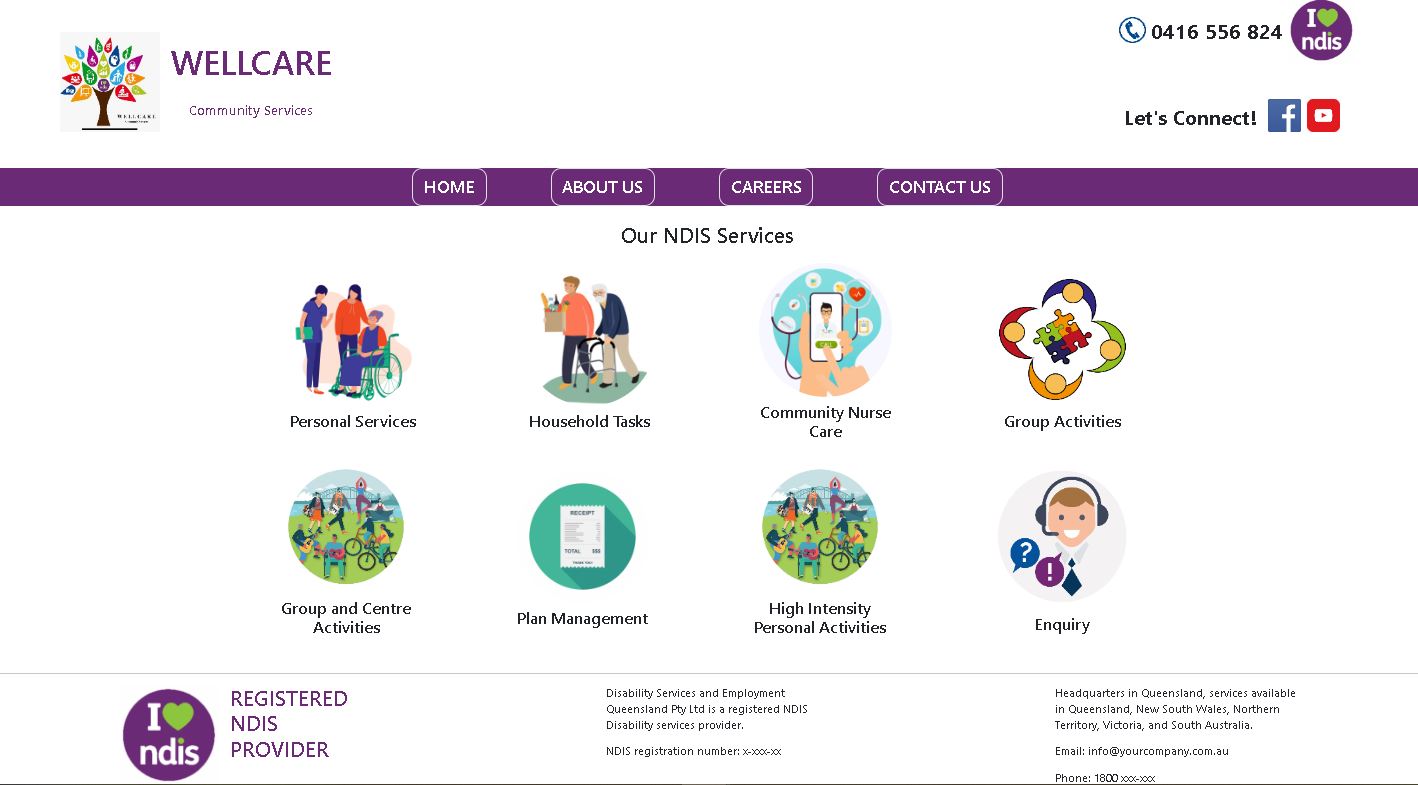 WELLCARE
Community Services
WELLCARE
0416 556 824
I
ndis
Let's Connect!
HOME
ABOUT US
CAREERS
CONTACT US
Our NDIS Services
CALL
Personal Services
Household Tasks
Community Nurse
Care
Group Activities
RECEIPT
TOTAL $$$
THANK YOU!
?
!
Group and Centre
Activities
Plan Management
High Intensity
Personal Activities
Enquiry
I
ndis
REGISTERED
NDIS
PROVIDER
Disability Services and Employment
Queensland Pty Ltd is a registered NDIS
Disability services provider.
NDIS registration number: x-xxx-xx
Headquarters in Queensland, services available
in Queensland, New South Wales, Northern
Territory, Victoria, and South Australia.
Email: info@yourcompany.com.au
Phone: 1800 xxx-xxx